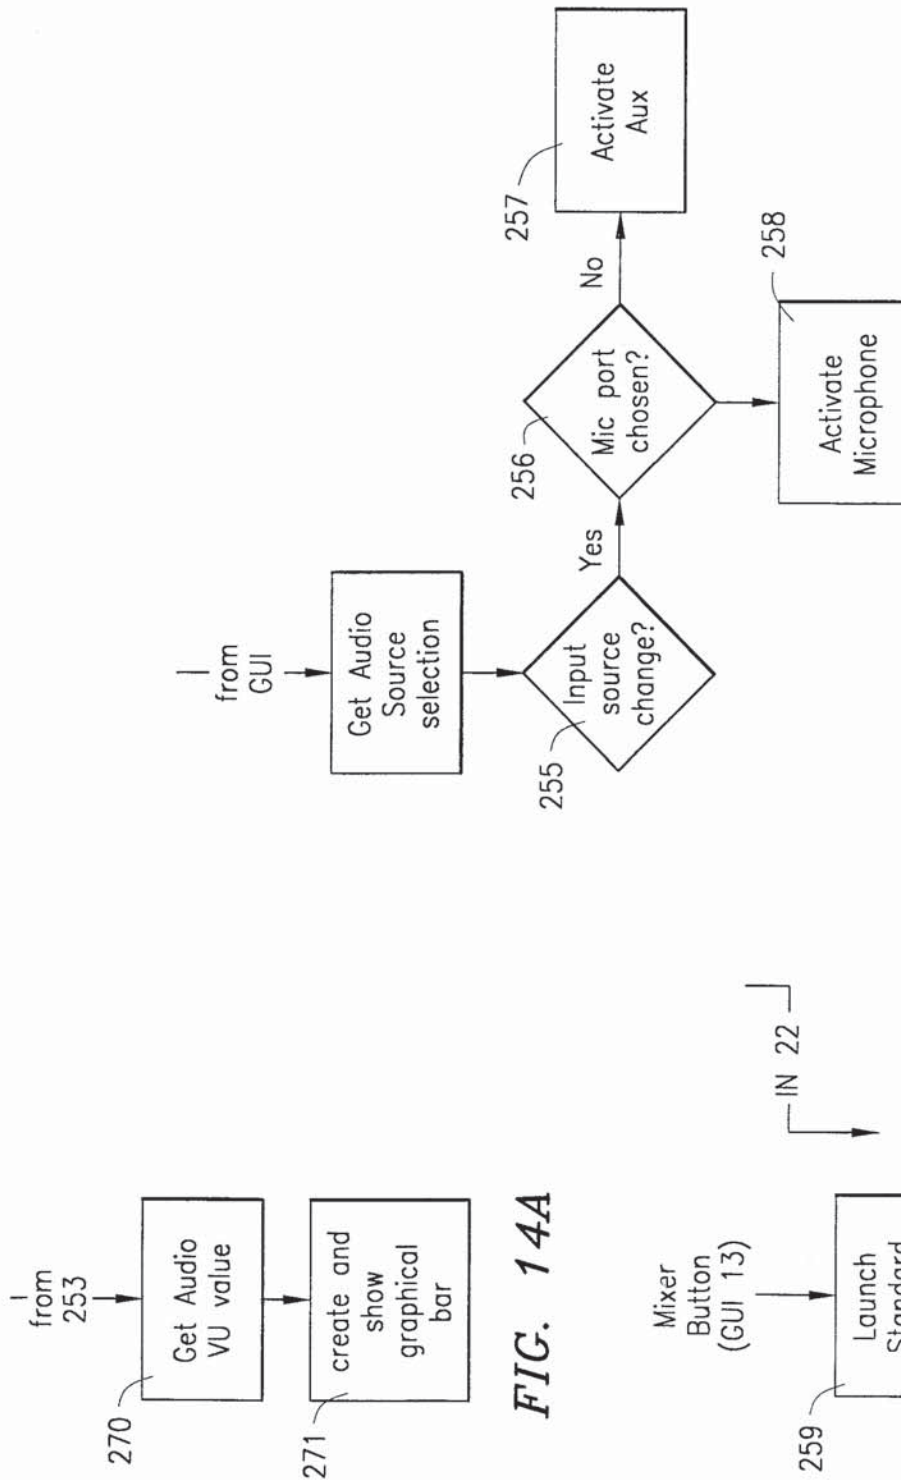 from
253
270
Get Audio
VU value
271
create and
show
graphical
bar
FIG. 14A
from
GUI
Get Audio
Source
selection
255
Input
source
change?
Yes
256
Mic port
chosen?
No
257
Activate
Aux
258
Activate
Microphone
Mixer
Button
(GUI 13)
259
Launch
IN 22